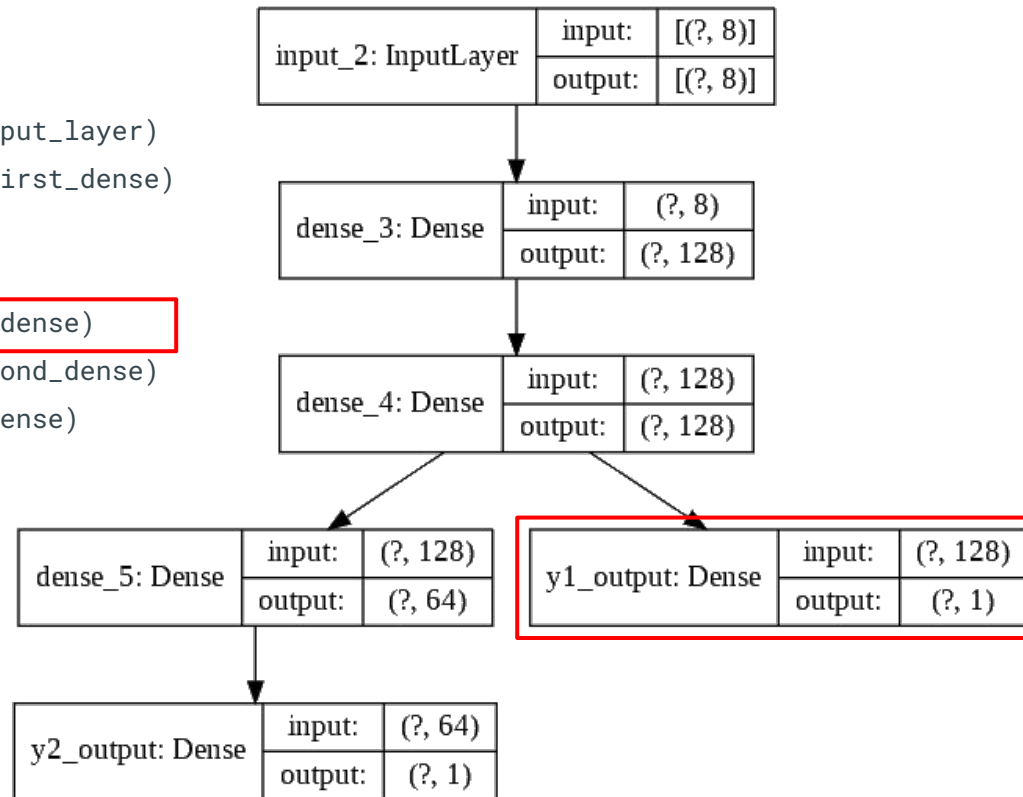 put_layer)
irst_dense)
dense)
ond_dense)
ense)
input_2: InputLayer
input: [(?, 8)]
output: [(?, 8)]
dense_3: Dense
input: (?, 8)
output: (?, 128)
dense_4: Dense
input: (?, 128)
output: (?, 128)
dense_5: Dense
input: (?, 128)
output: (?, 64)
y1_output: Dense
input: (?, 128)
output: (?, 1)
y2_output: Dense
input: (?, 64)
output: (?, 1)